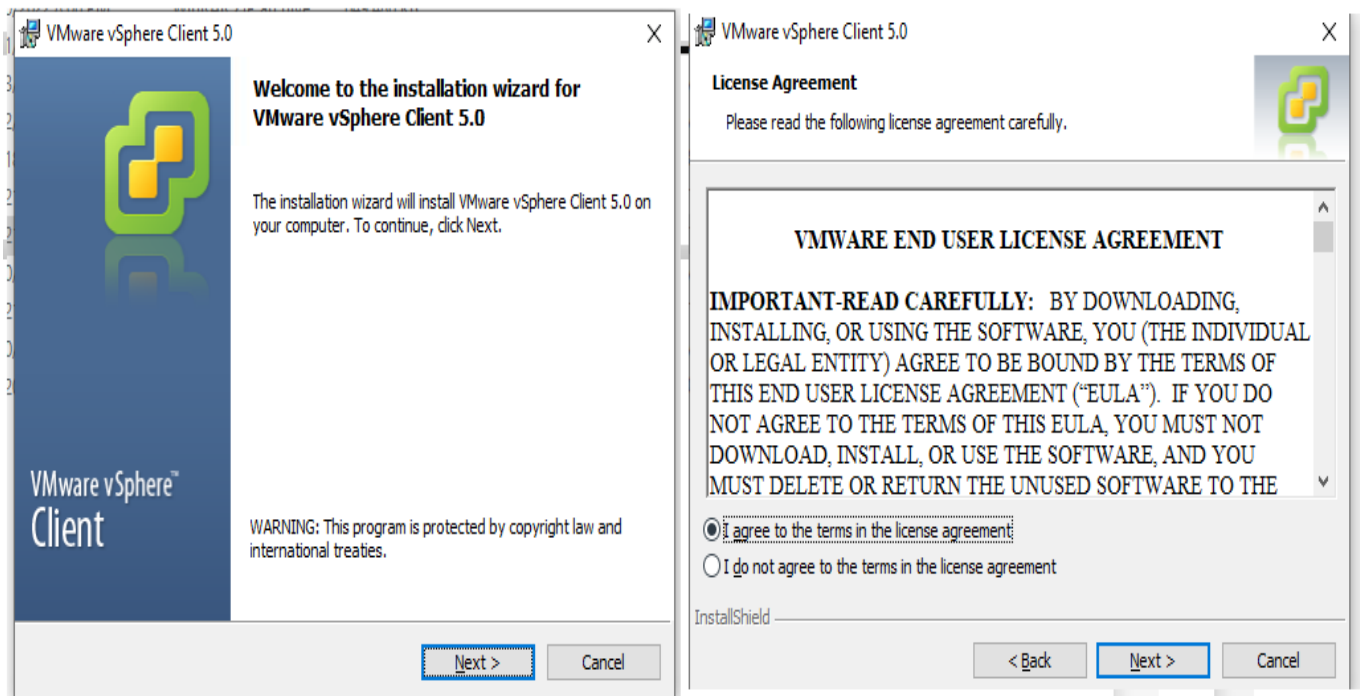 VMware vSphere Client 5.0
Welcome to the installation wizard for
VMware vSphere Client 5.0
The installation wizard will install VMware vSphere Client 5.0 on
your computer. To continue, click Next.
VMware vSphere™
Client
WARNING: This program is protected by copyright law and
international treaties.
Next >
Cancel
VMware vSphere Client 5.0
License Agreement
Please read the following license agreement carefully.
VMWARE END USER LICENSE AGREEMENT
IMPORTANT-READ CAREFULLY: BY DOWNLOADING,
INSTALLING, OR USING THE SOFTWARE, YOU (THE INDIVIDUAL
OR LEGAL ENTITY) AGREE TO BE BOUND BY THE TERMS OF
THIS END USER LICENSE AGREEMENT (“EULA”). IF YOU DO
NOT AGREE TO THE TERMS OF THIS EULA, YOU MUST NOT
DOWNLOAD, INSTALL, OR USE THE SOFTWARE, AND YOU
MUST DELETE OR RETURN THE UNUSED SOFTWARE TO THE
I agree to the terms in the license agreement
I do not agree to the terms in the license agreement
InstallShield
< Back
Next >
Cancel